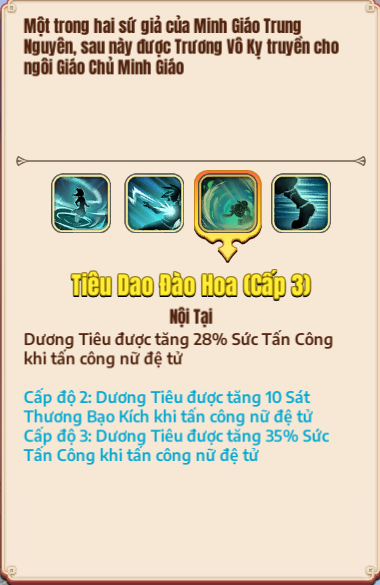 Một trong hai sứ giả của Minh Giáo Trung
Nguyên, sau này được Trương Vô Kỵ truyền cho
ngôi Giáo Chủ Minh Giáo
Tiêu Dao Đào Hoa (Cấp 3)
Nội Tại
Dương Tiêu được tăng 28% Sức Tấn Công
khi tấn công nữ đệ tử
Cấp độ 2: Dương Tiêu được tăng 10 Sát
Thương Bạo Kích khi tấn công nữ đệ tử
Cấp độ 3: Dương Tiêu được tăng 35% Sức
Tấn Công khi tấn công nữ đệ tử